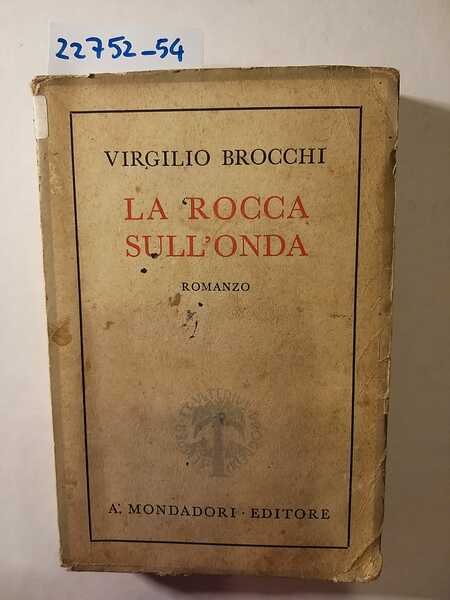 22752-54
VIRGILIO BROCCHI
LA ROCCA
SULL'ONDA
ROMANZO
A. MONDADORI · EDITORE